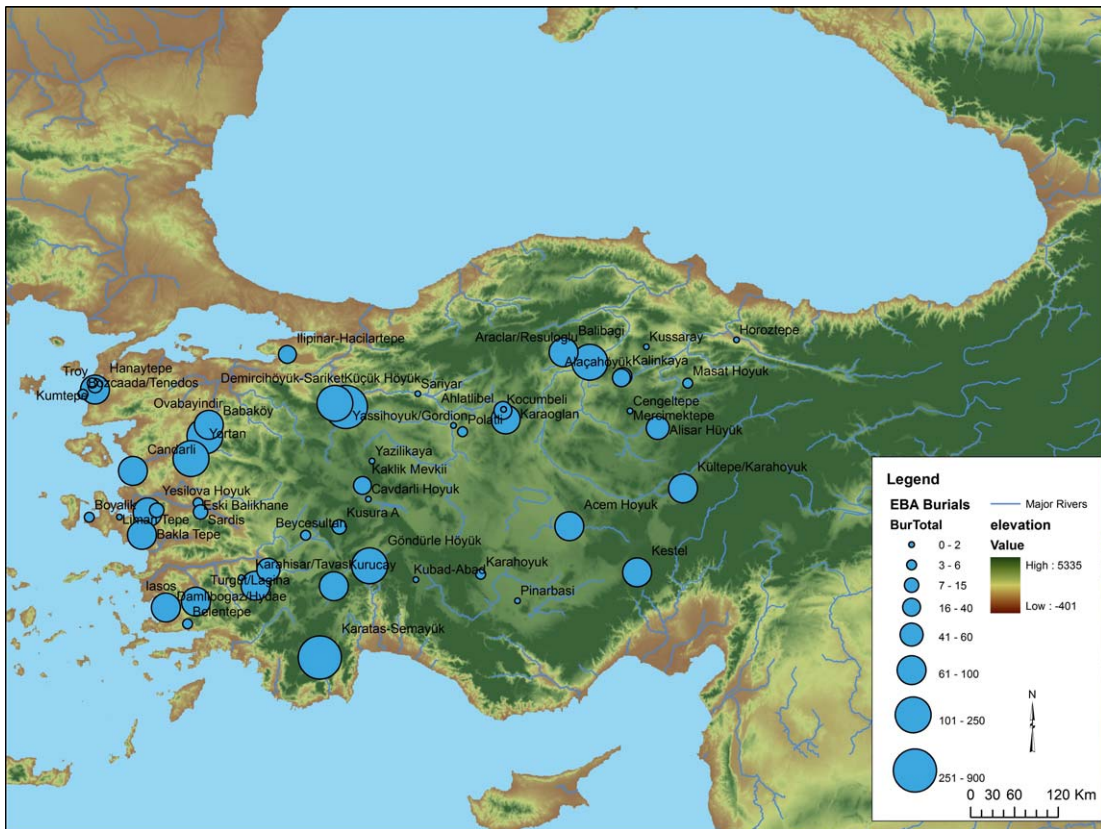 Ilipinar-Hacilartepe
Araclar/Resuloglu
Balibagi
Kussaray
Horoztepe
Alaçahöyük
Kalinkaya
Masat Hoyuk
Troy
Hanaytepe
Bozcaada/Tenedos
Kumtepe
Demircihöyük-Sariket
Küçük Höyük
Sariyar
Ahlatlibel
Kocumbeli
Karaoglan
Cengeltepe
Mercimektepe
Alisar Hüyük
Ovabayindir
Babaköy
Yassihoyuk/Gordion
Polatli
Yortan
Candarli
Yazilikaya
Kaklik Mevkii
Cavdarli Hoyuk
Kültepe/Karahoyuk
Yesilova Hoyuk
Boyalik
Eski Balikhane
Liman Tepe
Sardis
Bakla Tepe
Kusura A
Beycesultan
Acem Hoyuk
Göndürle Höyük
Karahisar/Tavas
Kurucay
Kubad-Abad
Karahoyuk
Kestel
Iasos
Turgut/Lagina
Damlibogaz/Hydae
Belentepe
Pinarbasi
Karatas-Semayük
Legend
EBA Burials
BurTotal
0 - 2
3 - 6
7 - 15
16 - 40
41 - 60
61 - 100
101 - 250
251 - 900
Major Rivers
elevation
Value
High : 5335
Low : -401
N
0 30 60 120 Km